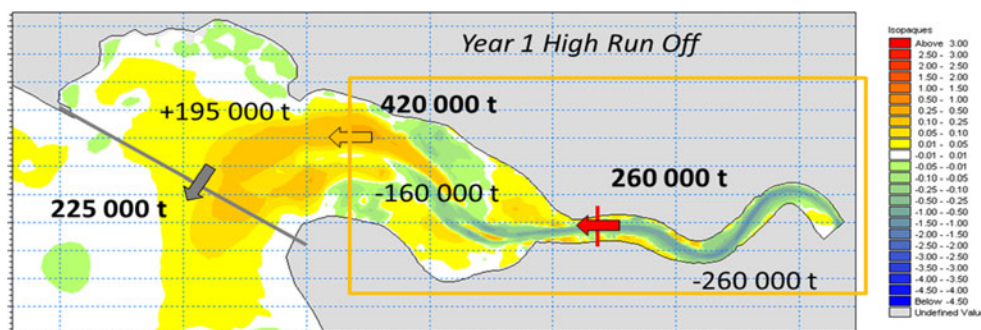 Year 1 High Run Off
+195 000 t
420 000 t
-160 000 t
260 000 t
225 000 t
-260 000 t
Isopaques
Above 3.00
2.50 - 3.00
2.00 - 2.50
1.50 - 2.00
1.00 - 1.50
0.50 - 1.00
0.25 - 0.50
0.10 - 0.25
0.05 - 0.10
0.01 - 0.05
-0.01 - 0.01
-0.05 - -0.01
-0.10 - -0.05
-0.25 - -0.10
-0.50 - -0.25
-1.00 - -0.50
-1.50 - -1.00
-2.00 - -1.50
-2.50 - -2.00
-3.00 - -2.50
-3.50 - -3.00
-4.00 - -3.50
-4.50 - -4.00
Below -4.50
Undefined Value